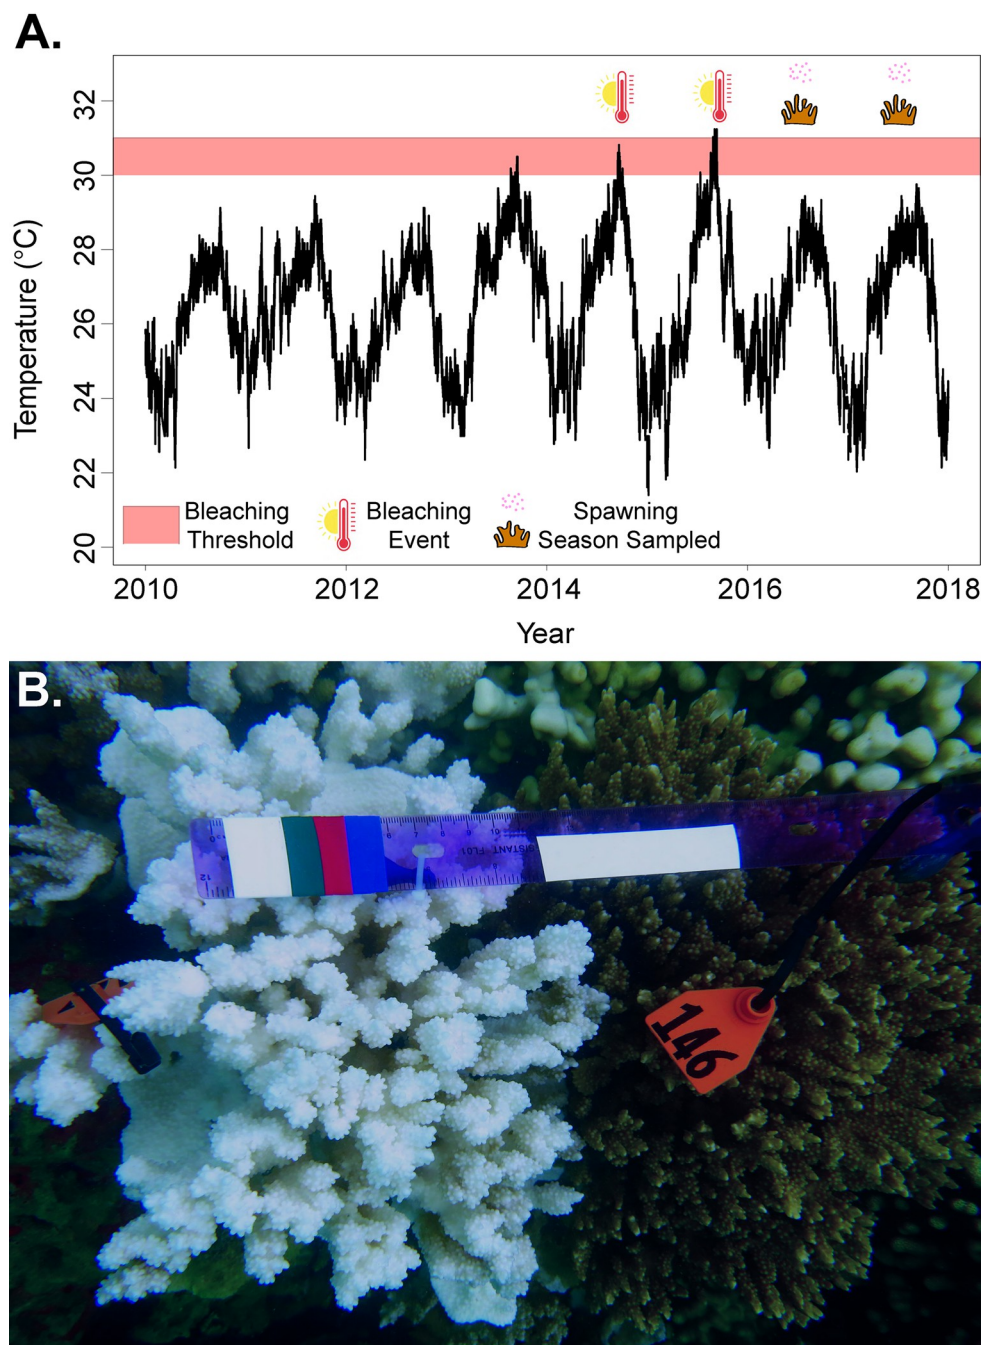 A.
32
30
28
26
24
22
20
Temperature (°C)
Bleaching
Threshold
Bleaching
Event
Spawning
Season Sampled
2010
2012
2014
2016
2018
Year
B.
12
146